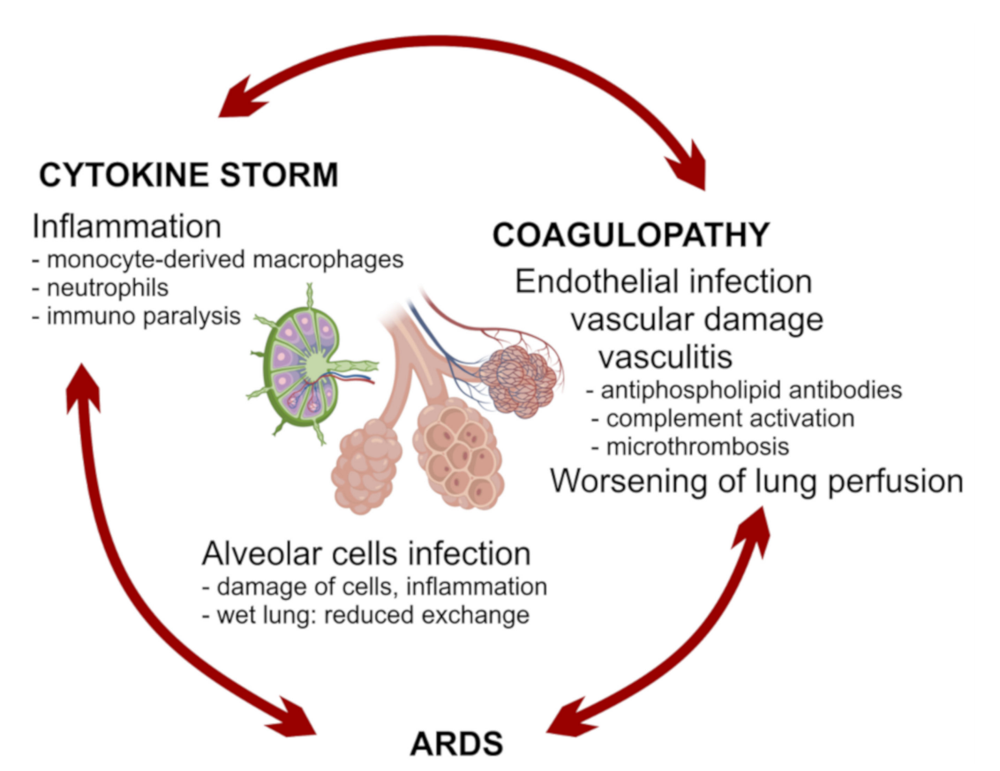 CYTOKINE STORM
Inflammation
- monocyte-derived macrophages
- neutrophils
- immuno paralysis
COAGULOPATHY
Endothelial infection
vascular damage
vasculitis
- antiphospholipid antibodies
- complement activation
- microthrombosis
Worsening of lung perfusion
Alveolar cells infection
- damage of cells, inflammation
- wet lung: reduced exchange
ARDS